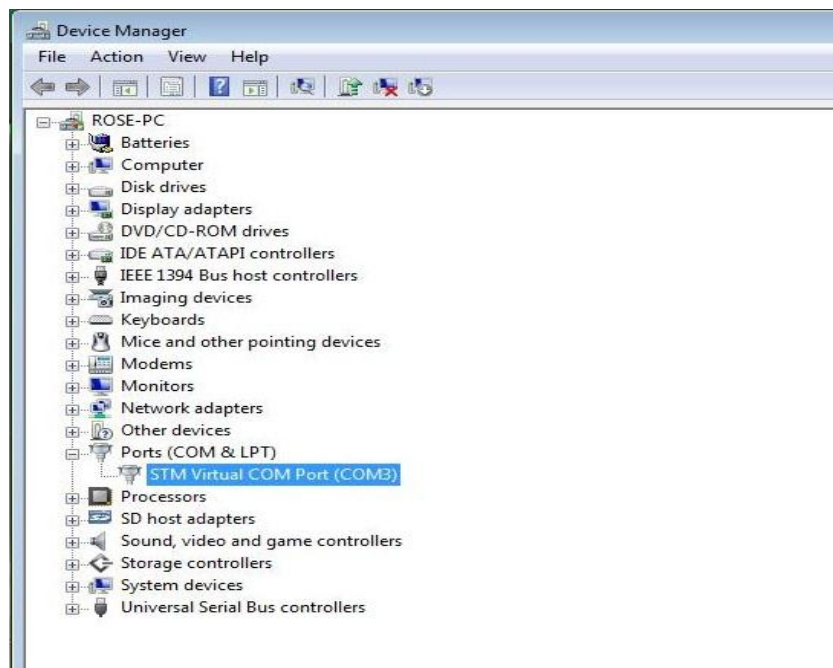 Device Manager
File Action View Help
ROSE-PC
Batteries
Computer
Disk drives
Display adapters
DVD/CD-ROM drives
IDE ATA/ATAPI controllers
IEEE 1394 Bus host controllers
Imaging devices
Keyboards
Mice and other pointing devices
Modems
Monitors
Network adapters
Other devices
Ports (COM & LPT)
STM Virtual COM Port (COM3)
Processors
SD host adapters
Sound, video and game controllers
Storage controllers
System devices
Universal Serial Bus controllers